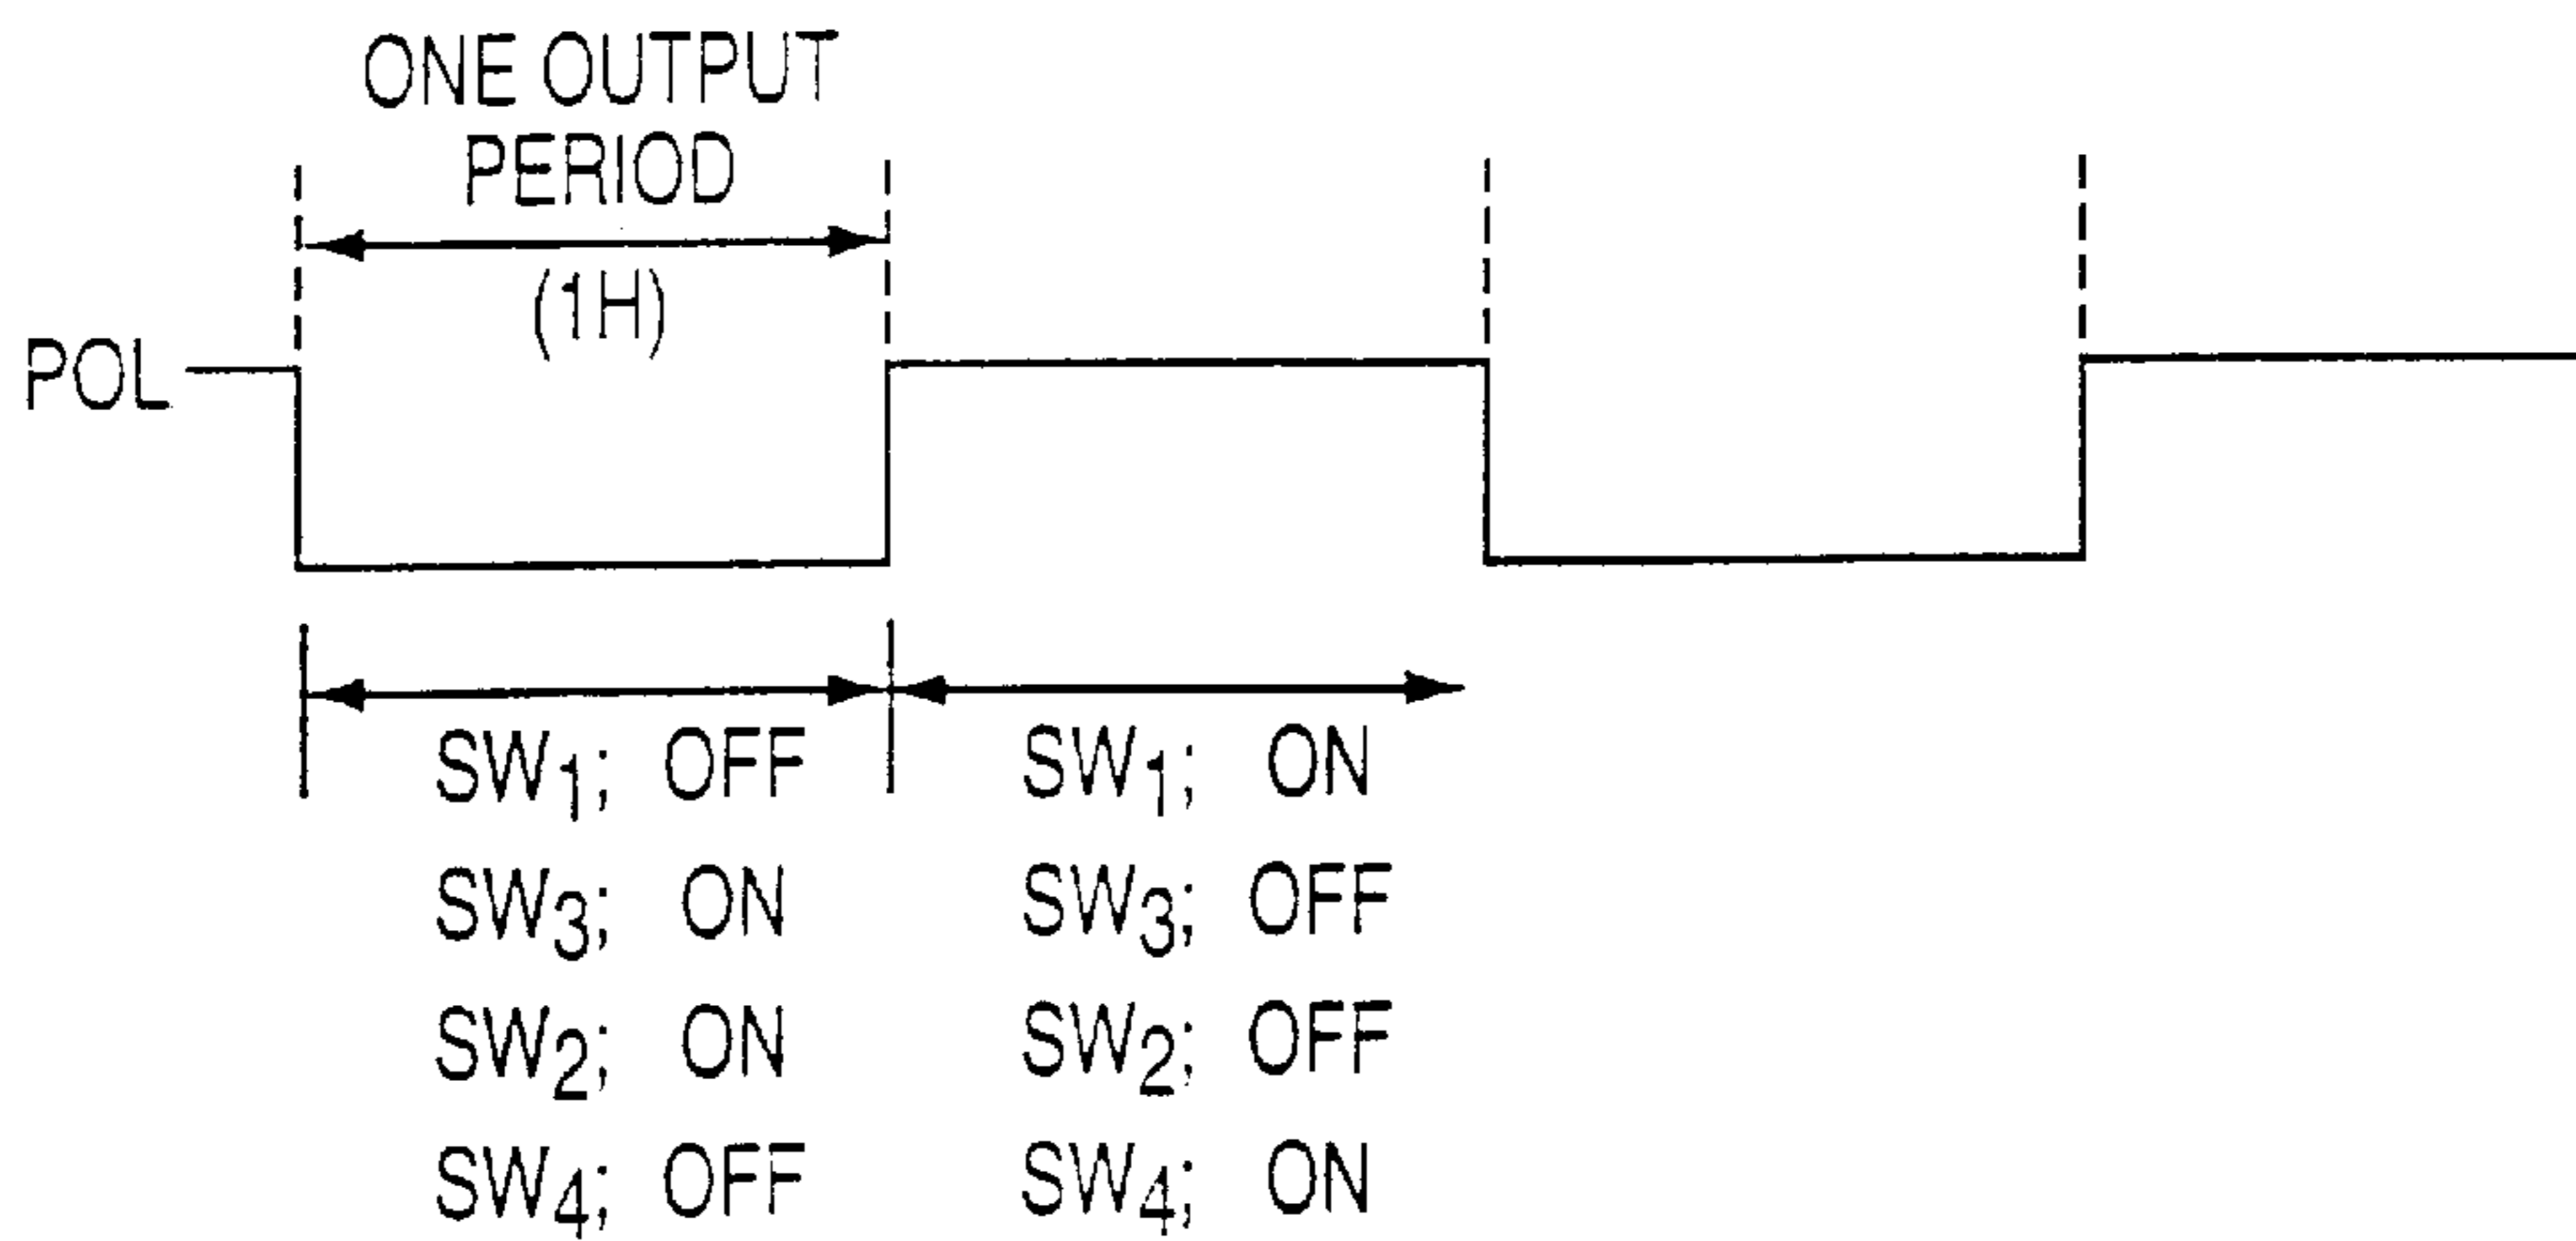 ONE OUTPUT
PERIOD
(1H)
POL
SW1; OFF
SW3; ON
SW2; ON
SW4; OFF
SW1; ON
SW3; OFF
SW2; OFF
SW4; ON